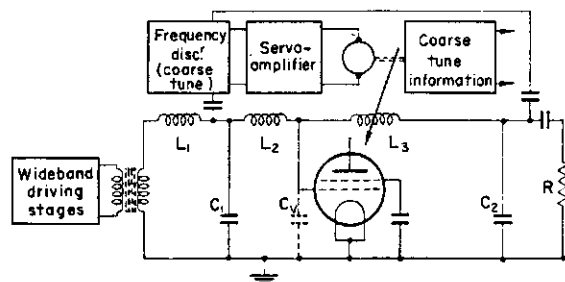 Frequency
discr
(coarse
tune)
Servo-
amplifier
Coarse
tune
information
L1
L2
L3
Wideband
driving
stages
C1
CV
C2
R